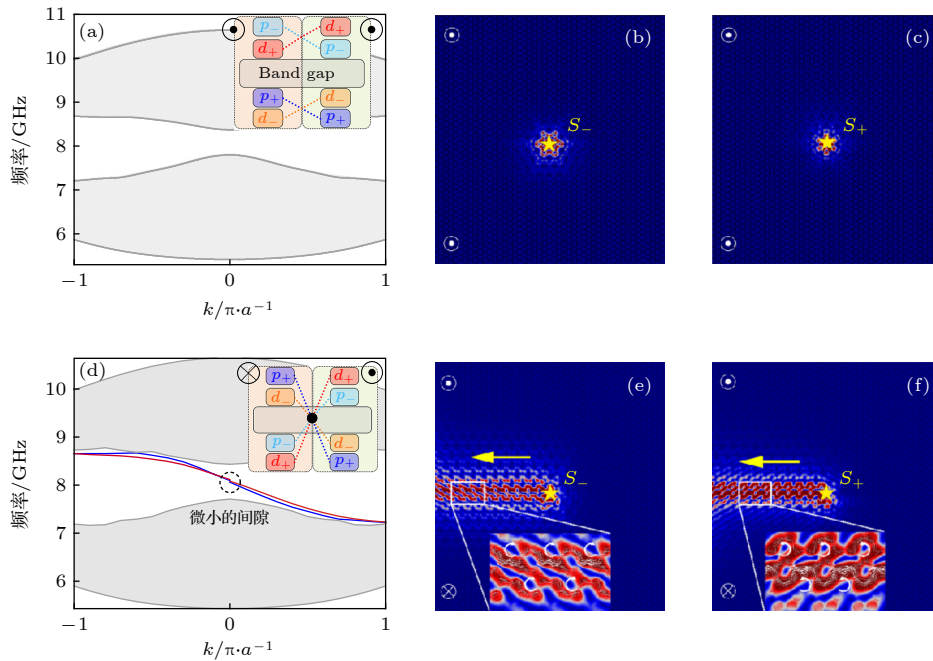 (a)
频率/GHz
11
10
9
8
7
6
−1
0
1
k/π·a⁻¹
p₋ d₊
d₊ p₋
Band gap
p₊ d₋
d₋ p₊
(b)
S₋
(c)
S₊
(d)
频率/GHz
10
9
8
7
6
−1
0
1
k/π·a⁻¹
p₊ d₊
d₋ p₋
p₋ d₋
d₊ p₊
微小的间隙
(e)
S₋
(f)
S₊